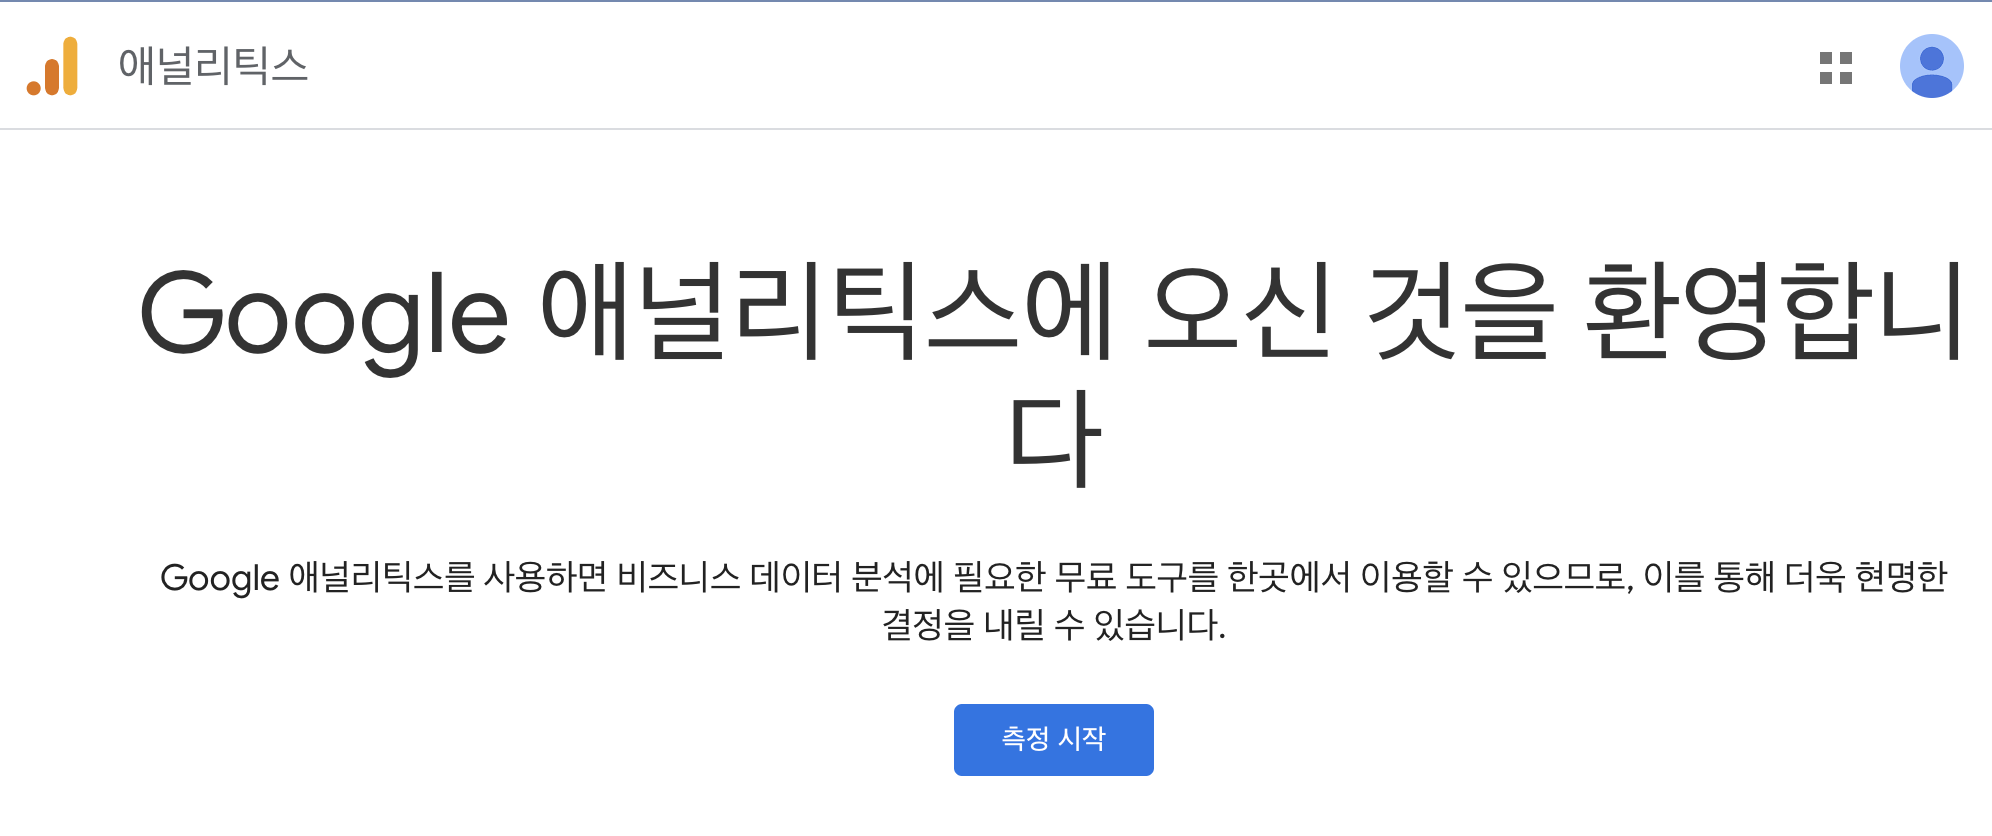 애널리틱스
Google 애널리틱스에 오신 것을 환영합니
다
Google 애널리틱스를 사용하면 비즈니스 데이터 분석에 필요한 무료 도구를 한곳에서 이용할 수 있으므로, 이를 통해 더욱 현명한
결정을 내릴 수 있습니다.
측정 시작